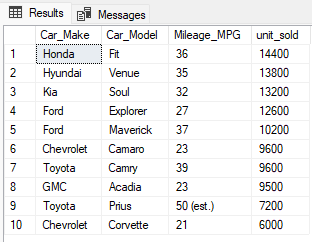 Results Messages
Car_Make Car_Model Mileage_MPG unit_sold
1 Honda Fit 36 14400
2 Hyundai Venue 35 13800
3 Kia Soul 32 13200
4 Ford Explorer 27 12600
5 Ford Maverick 37 10200
6 Chevrolet Camaro 23 9600
7 Toyota Camry 39 9600
8 GMC Acadia 23 9500
9 Toyota Prius 50 (est.) 7200
10 Chevrolet Corvette 21 6000